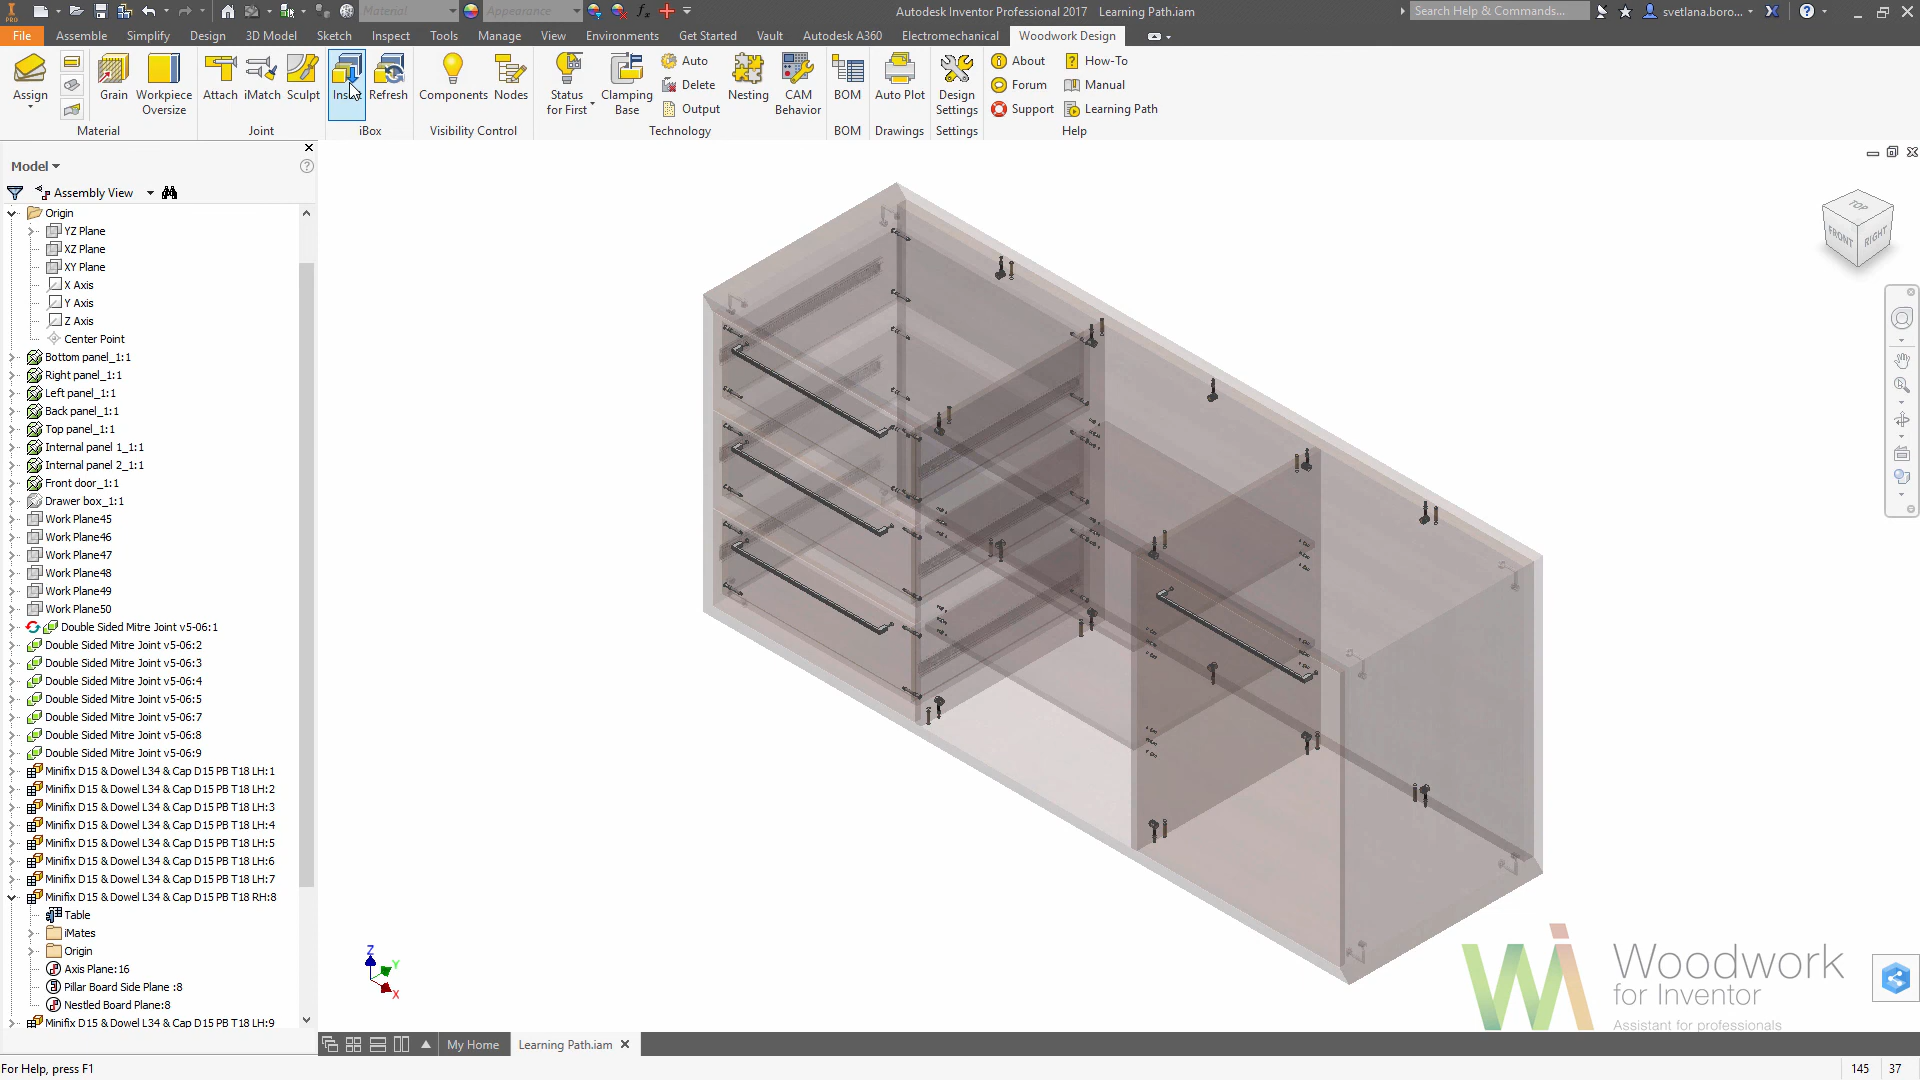 PRO
Material
Appearance
Autodesk Inventor Professional 2017 Learning Path.iam
Search Help & Commands...
svetlana.boro...
File Assemble Simplify Design 3D Model Sketch Inspect Tools Manage View Environments Get Started Vault Autodesk A360 Electromechanical Woodwork Design
Assign
Grain
Workpiece Oversize
Material
Attach
iMatch
Sculpt
Joint
Refresh
iBox
Components
Nodes
Visibility Control
Status for First
Clamping Base
Auto
Delete
Output
Nesting
CAM Behavior
Technology
BOM
BOM
Auto Plot
Drawings
Design Settings
Settings
About
Forum
Support
How-To
Manual
Learning Path
Help
Model
Assembly View
Origin
YZ Plane
XZ Plane
XY Plane
X Axis
Y Axis
Z Axis
Center Point
Bottom panel_1:1
Right panel_1:1
Left panel_1:1
Back panel_1:1
Top panel_1:1
Internal panel 1_1:1
Internal panel 2_1:1
Front door_1:1
Drawer box_1:1
Work Plane45
Work Plane46
Work Plane47
Work Plane48
Work Plane49
Work Plane50
Double Sided Mitre Joint v5-06:1
Double Sided Mitre Joint v5-06:2
Double Sided Mitre Joint v5-06:3
Double Sided Mitre Joint v5-06:4
Double Sided Mitre Joint v5-06:5
Double Sided Mitre Joint v5-06:7
Double Sided Mitre Joint v5-06:8
Double Sided Mitre Joint v5-06:9
Minifix D15 & Dowel L34 & Cap D15 PB T18 LH:1
Minifix D15 & Dowel L34 & Cap D15 PB T18 LH:2
Minifix D15 & Dowel L34 & Cap D15 PB T18 LH:3
Minifix D15 & Dowel L34 & Cap D15 PB T18 LH:4
Minifix D15 & Dowel L34 & Cap D15 PB T18 LH:5
Minifix D15 & Dowel L34 & Cap D15 PB T18 LH:6
Minifix D15 & Dowel L34 & Cap D15 PB T18 LH:7
Minifix D15 & Dowel L34 & Cap D15 PB T18 RH:8
Table
iMates
Origin
Axis Plane:16
Pillar Board Side Plane :8
Nestled Board Plane:8
Minifix D15 & Dowel L34 & Cap D15 PB T18 LH:9
TOP
FRONT
RIGHT
Z
Y
X
Woodwork
for Inventor
Assistant for professionals
My Home
Learning Path.iam
For Help, press F1
145 37